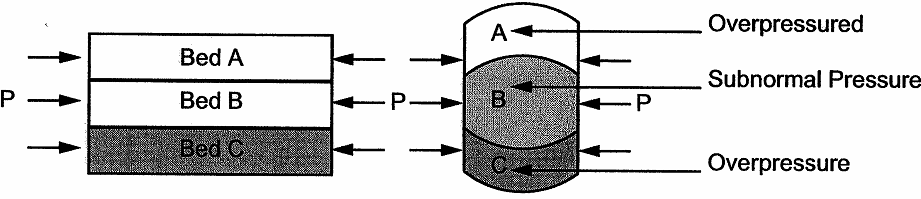 Bed A
Bed B
Bed C
P
P
A
B
C
P
Overpressured
Subnormal Pressure
Overpressure